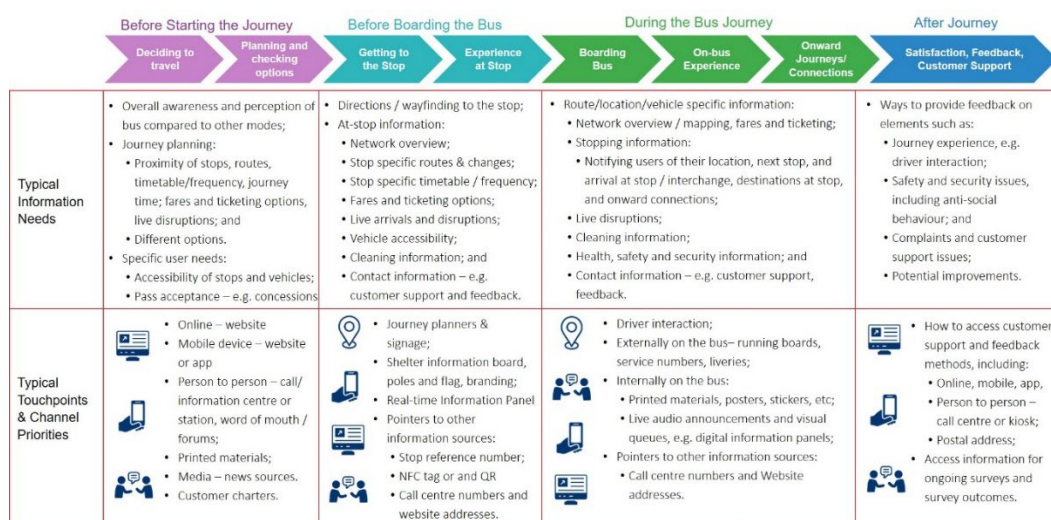 Before Starting the Journey
Before Boarding the Bus
During the Bus Journey
After Journey
Deciding to
travel
Planning and
checking
options
Getting to
the Stop
Experience
at Stop
Boarding
Bus
On-bus
Experience
Onward
Journeys/
Connections
Satisfaction, Feedback,
Customer Support
Typical
Information
Needs
• Overall awareness and perception of
bus compared to other modes;
• Journey planning:
• Proximity of stops, routes,
timetable/frequency, journey
time; fares and ticketing options,
live disruptions; and
• Different options.
• Specific user needs:
• Accessibility of stops and vehicles;
• Pass acceptance – e.g. concessions
• Directions / wayfinding to the stop;
• At-stop information:
• Network overview;
• Stop specific routes & changes;
• Stop specific timetable / frequency;
• Fares and ticketing options;
• Live arrivals and disruptions;
• Vehicle accessibility;
• Cleaning information; and
• Contact information – e.g.
customer support and feedback.
• Route/location/vehicle specific information:
• Network overview / mapping, fares and ticketing;
• Stopping information:
• Notifying users of their location, next stop, and
arrival at stop / interchange, destinations at stop,
and onward connections;
• Live disruptions;
• Cleaning information;
• Health, safety and security information; and
• Contact information – e.g. customer support,
feedback.
• Ways to provide feedback on
elements such as:
• Journey experience, e.g.
driver interaction;
• Safety and security issues,
including anti-social
behaviour; and
• Complaints and customer
support issues;
• Potential improvements.
Typical
Touchpoints
& Channel
Priorities
• Online – website
• Mobile device – website
or app
• Person to person – call/
information centre or
station, word of mouth /
forums;
• Printed materials;
• Media – news sources.
• Customer charters.
• Journey planners &
signage;
• Shelter information board,
poles and flag, branding;
• Real-time Information Panel
• Pointers to other
information sources:
• Stop reference number;
• NFC tag or and QR
• Call centre numbers and
website addresses.
• Driver interaction;
• Externally on the bus– running boards,
service numbers, liveries;
• Internally on the bus:
• Printed materials, posters, stickers, etc;
• Live audio announcements and visual
queues, e.g. digital information panels;
• Pointers to other information sources:
• Call centre numbers and Website
addresses.
• How to access customer
support and feedback
methods, including:
• Online, mobile, app,
• Person to person –
call centre or kiosk;
• Postal address;
• Access information for
ongoing surveys and
survey outcomes.